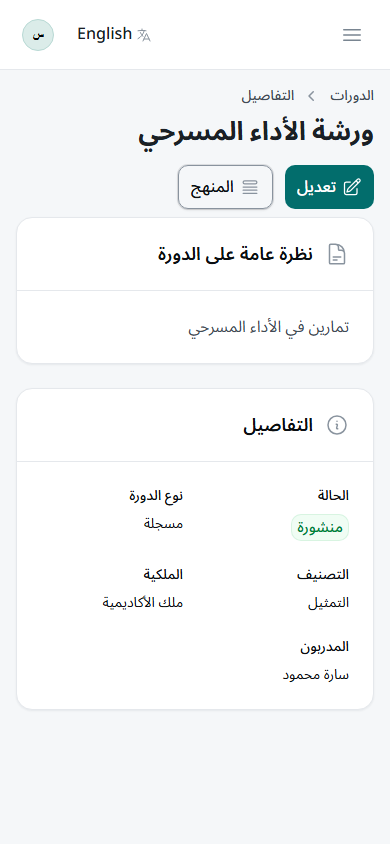 English
س
الدورات
التفاصيل
ورشة الأداء المسرحي
تعديل
المنهج
نظرة عامة على الدورة
تمارين في الأداء المسرحي
التفاصيل
الحالة
منشورة
نوع الدورة
مسجلة
التصنيف
التمثيل
الملكية
ملك الأكاديمية
المدربون
سارة محمود